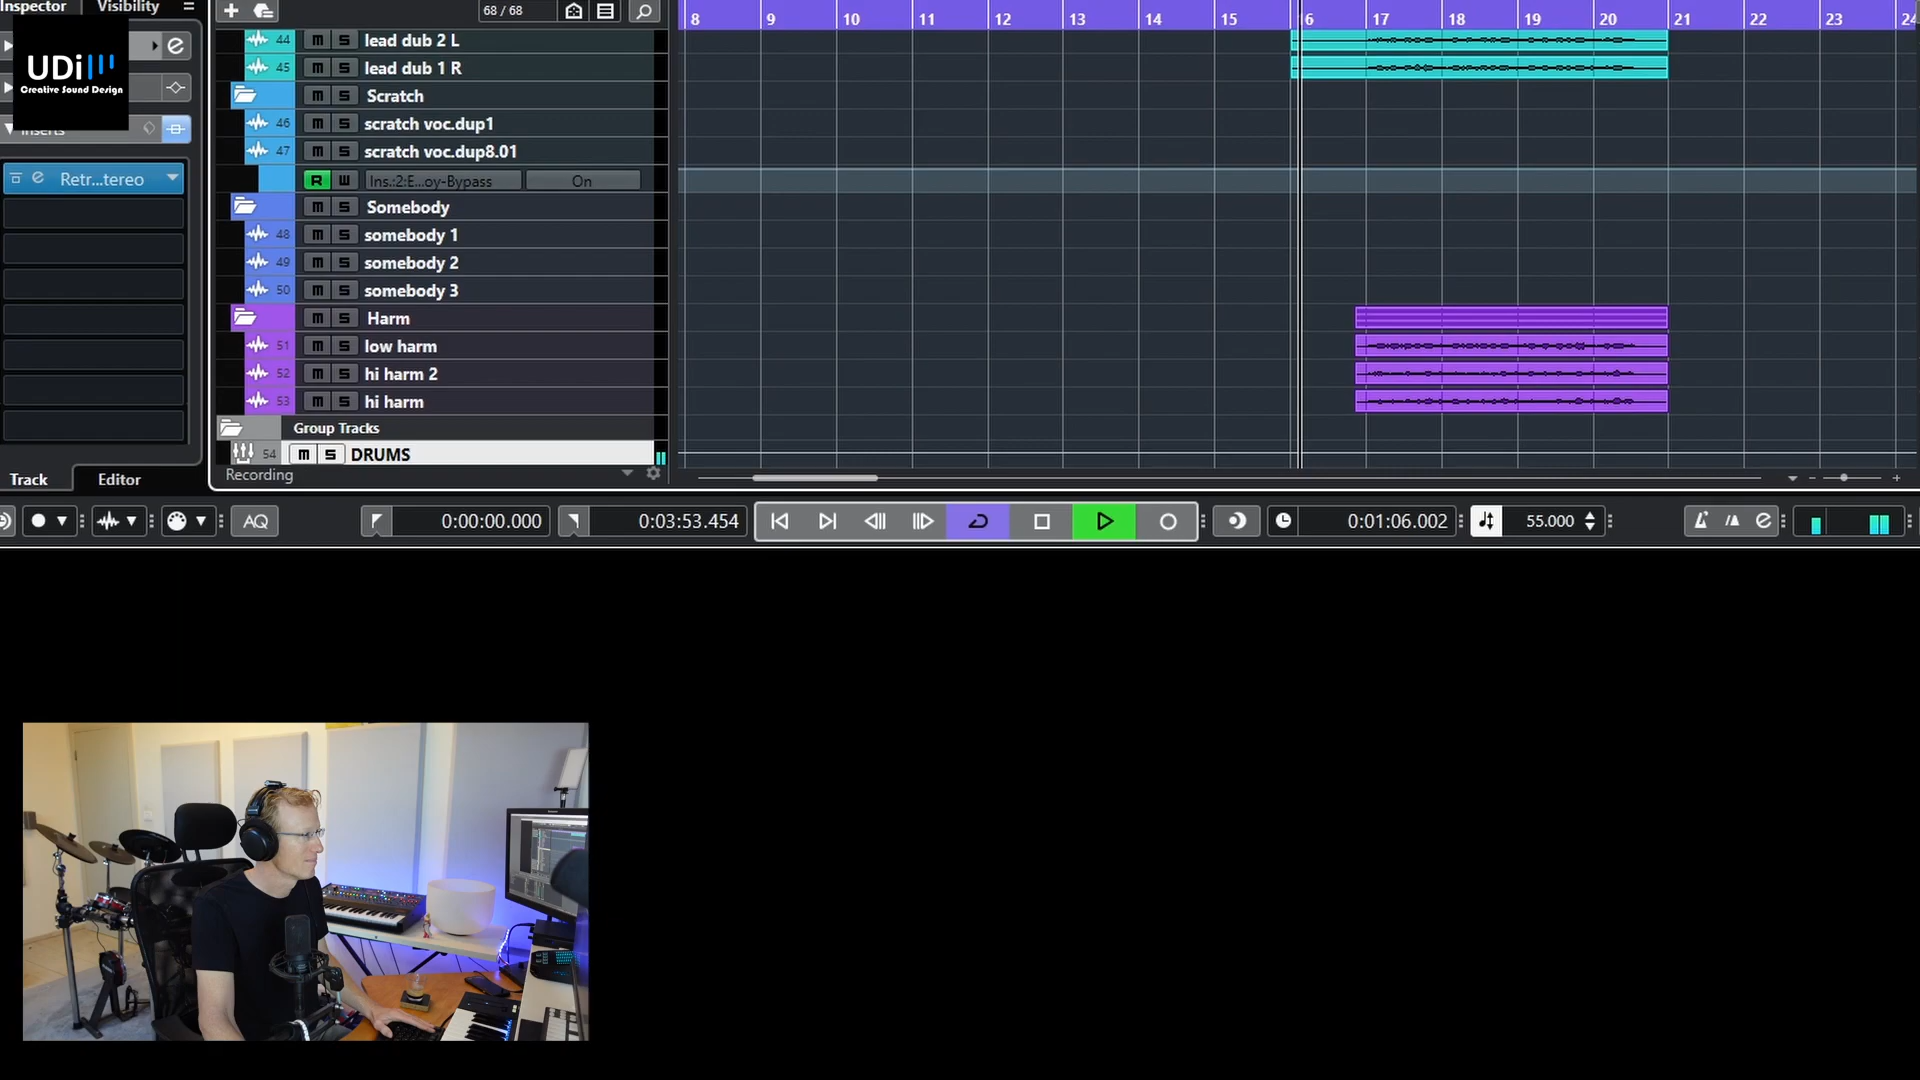 Inspector Visibility
68 / 68
8 9 10 11 12 13 14 15 16 17 18 19 20 21 22 23 24
UDi
Creative Sound Design
Inserts
Retr...tereo
44 m S lead dub 2 L
45 m S lead dub 1 R
m S Scratch
46 m S scratch voc.dup1
47 m S scratch voc.dup8.01
R W Ins.:2:E...oy-Bypass On
m S Somebody
48 m S somebody 1
49 m S somebody 2
50 m S somebody 3
m S Harm
51 m S low harm
52 m S hi harm 2
53 m S hi harm
Group Tracks
54 m S DRUMS
Recording
Track Editor
AQ 0:00:00.000 0:03:53.454 0:01:06.002 55.000